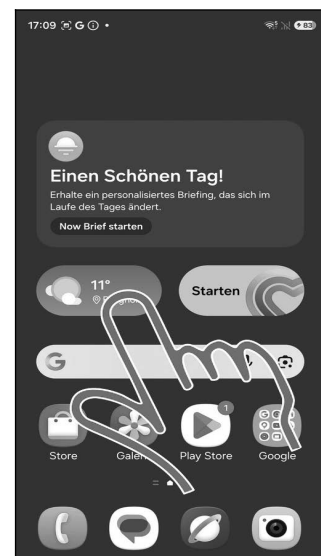 17:09 G
83
Einen Schönen Tag!
Erhalte ein personalisiertes Briefing, das sich im
Laufe des Tages ändert.
Now Brief starten
11°
Starten
G
1
Store
Play Store
Google